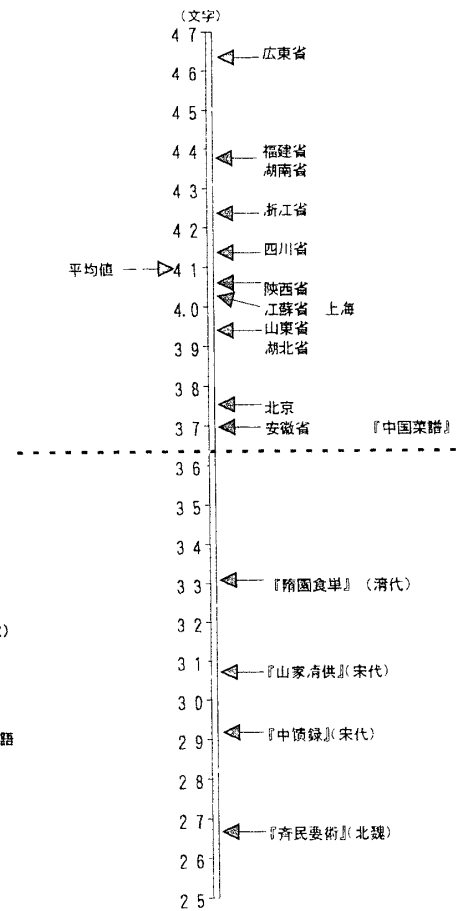 (文字)
47
46
広東省
45
44
福建省
湖南省
43
浙江省
42
四川省
平均値
41
陝西省
40
江蘇省 上海
山東省
39
湖北省
38
北京
37
安徽省
『中国菜譜』
36
35
34
33
『隋園食単』(清代)
32
31
『山家清供』(宋代)
30
29
『中馈録』(宋代)
語
28
27
『斉民要術』(北魏)
26
25